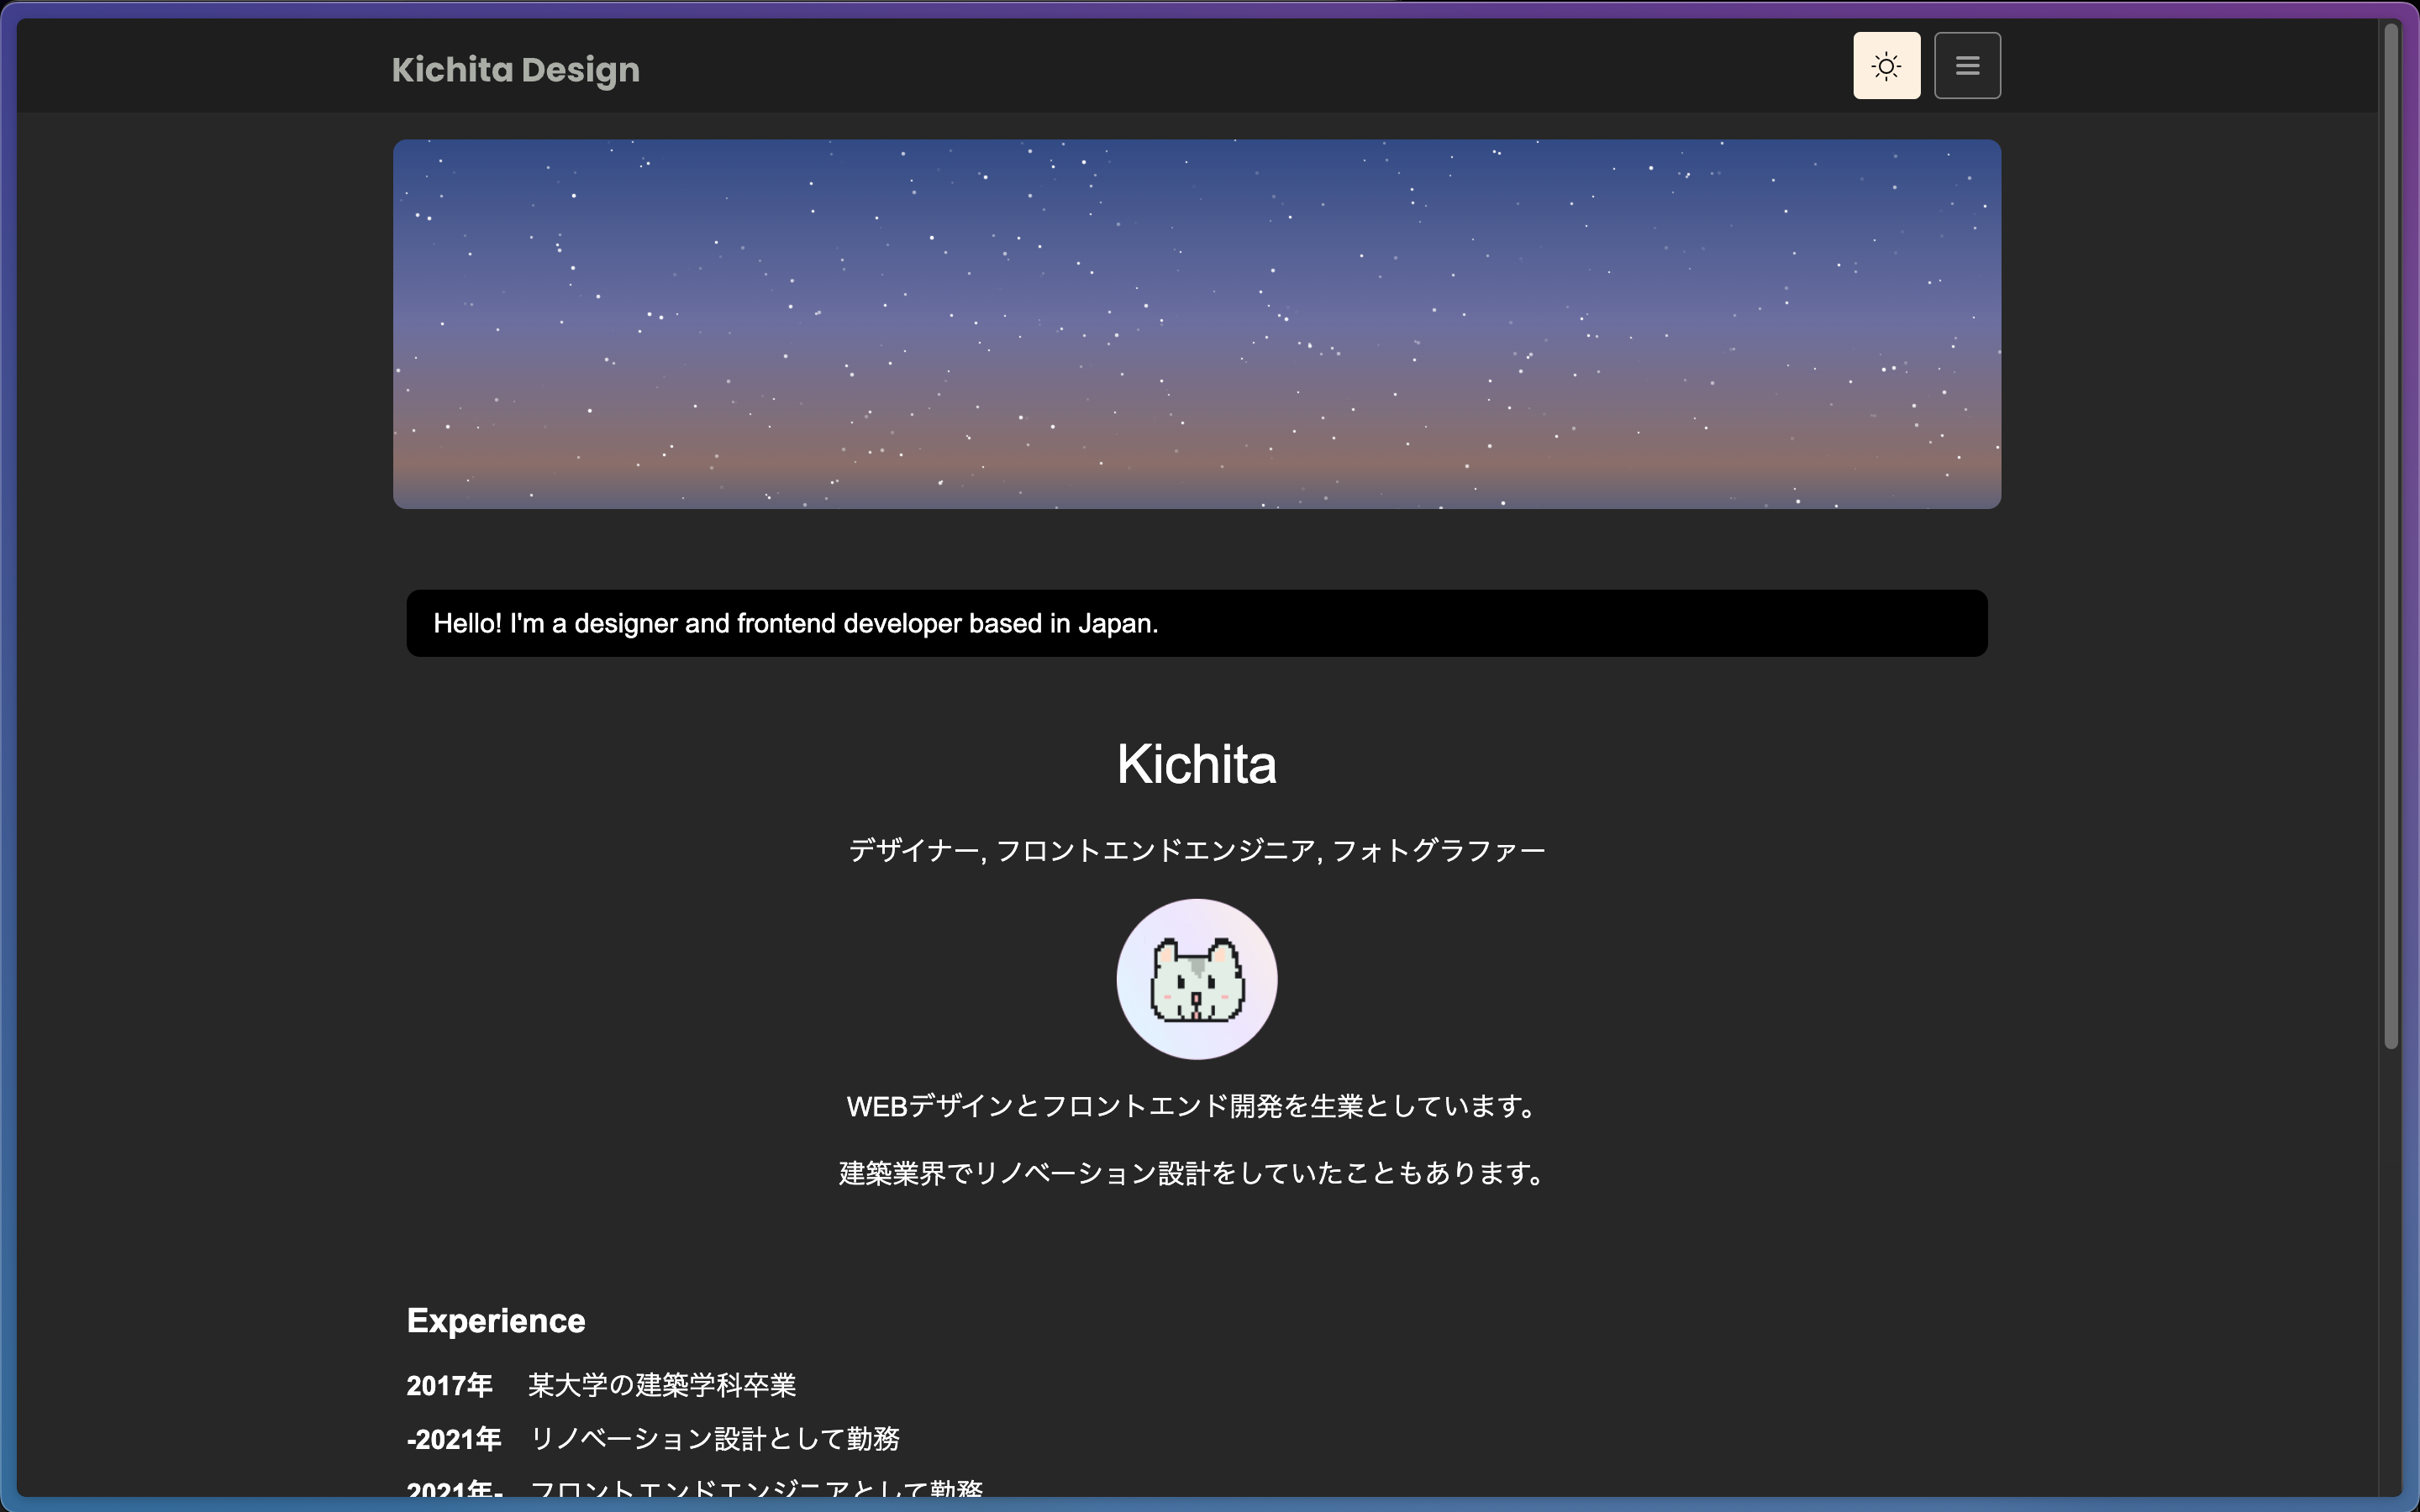 Kichita Design
Hello! I'm a designer and frontend developer based in Japan.
Kichita
デザイナー, フロントエンドエンジニア, フォトグラファー
WEBデザインとフロントエンド開発を生業としています。
建築業界でリノベーション設計をしていたこともあります。
Experience
2017年 某大学の建築学科卒業
-2021年 リノベーション設計として勤務
2021年- フロントエンドエンジニアとして勤務